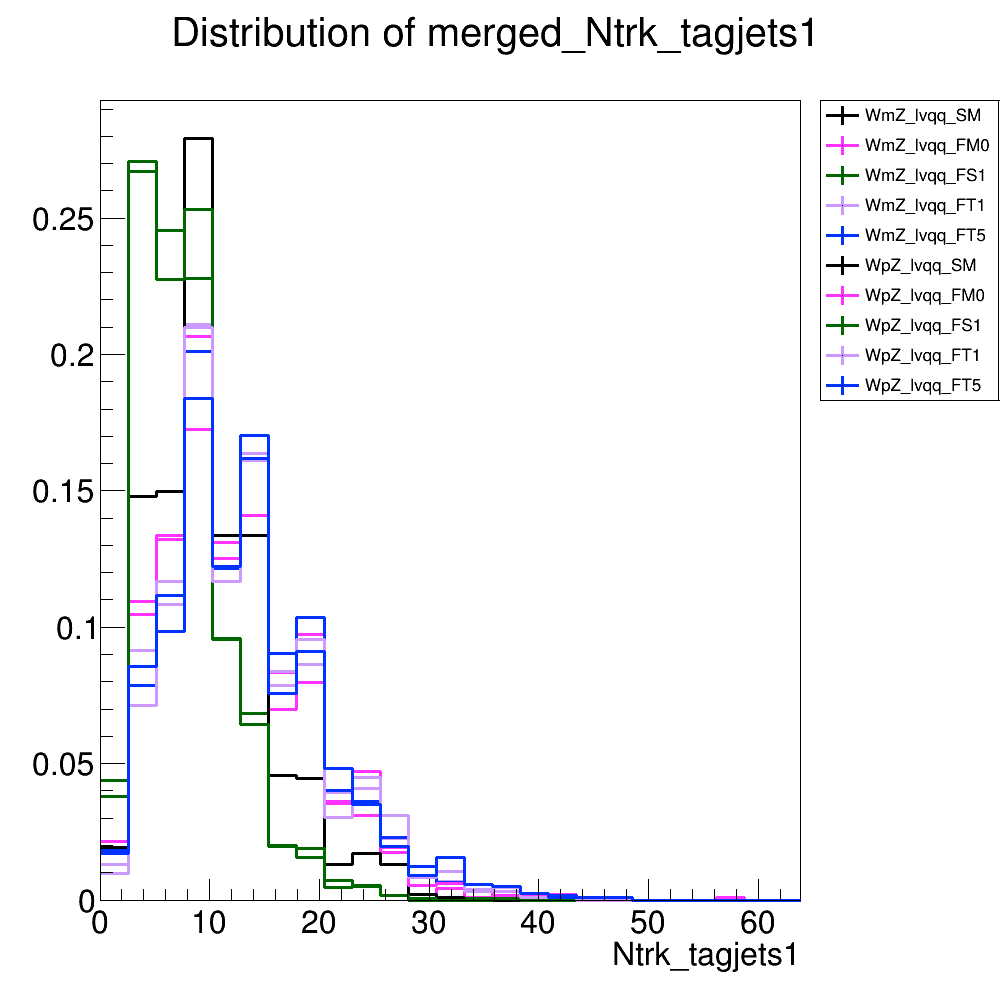 Distribution of merged_Ntrk_tagjets1
WmZ_lvqq_SM
WmZ_lvqq_FM0
WmZ_lvqq_FS1
WmZ_lvqq_FT1
WmZ_lvqq_FT5
WpZ_lvqq_SM
WpZ_lvqq_FM0
WpZ_lvqq_FS1
WpZ_lvqq_FT1
WpZ_lvqq_FT5
0.25
0.2
0.15
0.1
0.05
0
0 10 20 30 40 50 60
Ntrk_tagjets1